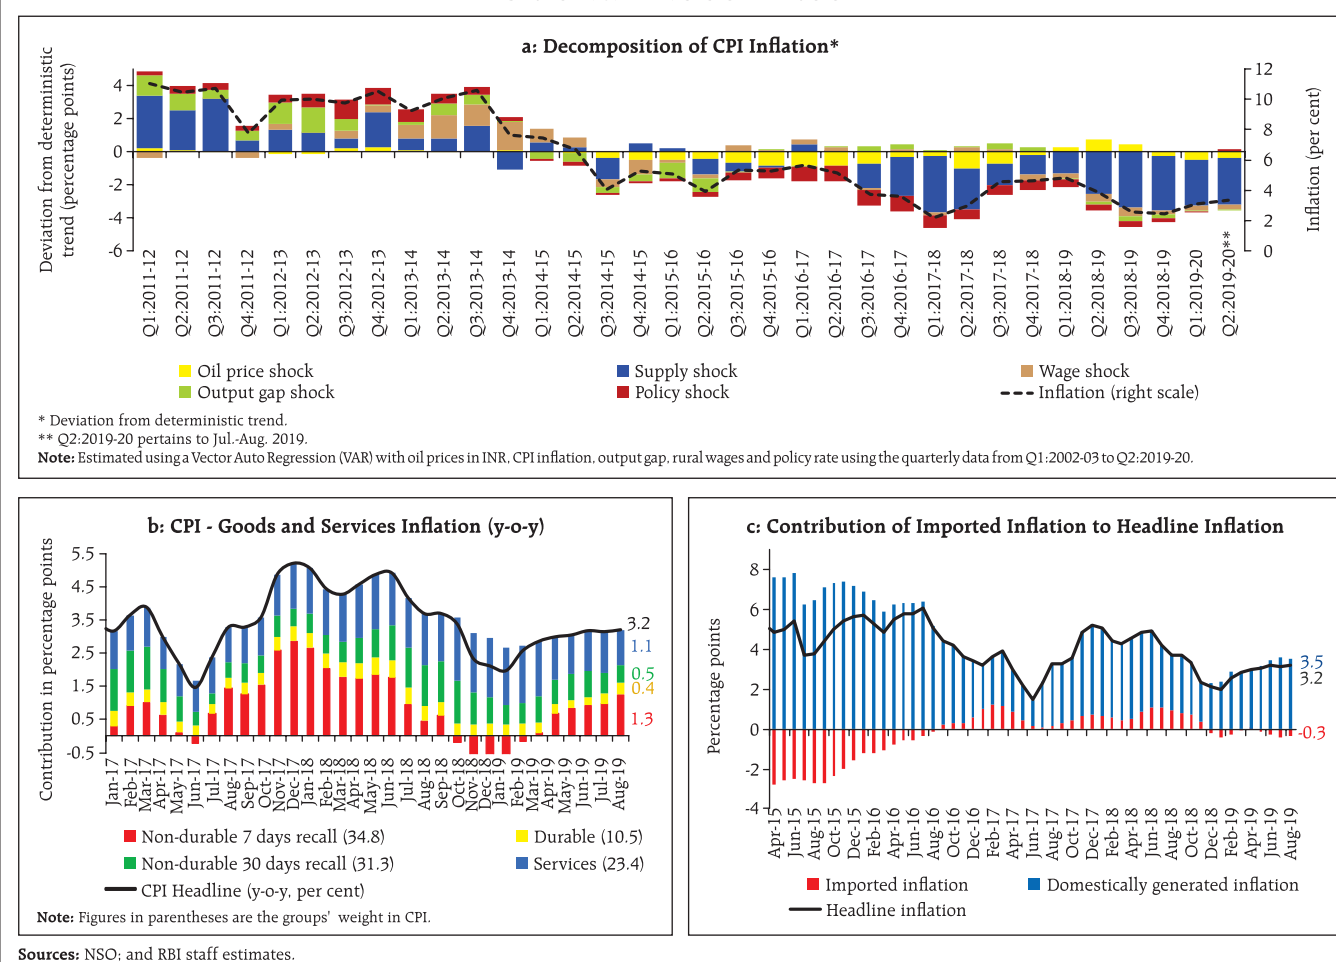 a: Decomposition of CPI Inflation*
Deviation from deterministic
trend (percentage points)
4
2
0
-2
-4
-6
12
10
8
6
4
2
0
Inflation (per cent)
Q1:2011-12
Q2:2011-12
Q3:2011-12
Q4:2011-12
Q1:2012-13
Q2:2012-13
Q3:2012-13
Q4:2012-13
Q1:2013-14
Q2:2013-14
Q3:2013-14
Q4:2013-14
Q1:2014-15
Q2:2014-15
Q3:2014-15
Q4:2014-15
Q1:2015-16
Q2:2015-16
Q3:2015-16
Q4:2015-16
Q1:2016-17
Q2:2016-17
Q3:2016-17
Q4:2016-17
Q1:2017-18
Q2:2017-18
Q3:2017-18
Q4:2017-18
Q1:2018-19
Q2:2018-19
Q3:2018-19
Q4:2018-19
Q1:2019-20
Q2:2019-20**
Oil price shock
Supply shock
Wage shock
Output gap shock
Policy shock
Inflation (right scale)
* Deviation from deterministic trend.
** Q2:2019-20 pertains to Jul.-Aug. 2019.
Note: Estimated using a Vector Auto Regression (VAR) with oil prices in INR, CPI inflation, output gap, rural wages and policy rate using the quarterly data from Q1:2002-03 to Q2:2019-20.
b: CPI - Goods and Services Inflation (y-o-y)
Contribution in percentage points
5.5
4.5
3.5
2.5
1.5
0.5
-0.5
3.2
1.1
0.5
0.4
1.3
Jan-17
Feb-17
Mar-17
Apr-17
May-17
Jun-17
Jul-17
Aug-17
Sep-17
Oct-17
Nov-17
Dec-17
Jan-18
Feb-18
Mar-18
Apr-18
May-18
Jun-18
Jul-18
Aug-18
Sep-18
Oct-18
Nov-18
Dec-18
Jan-19
Feb-19
Mar-19
Apr-19
May-19
Jun-19
Jul-19
Aug-19
Non-durable 7 days recall (34.8)
Durable (10.5)
Non-durable 30 days recall (31.3)
Services (23.4)
CPI Headline (y-o-y, per cent)
Note: Figures in parentheses are the groups' weight in CPI.
c: Contribution of Imported Inflation to Headline Inflation
Percentage points
8
6
4
2
0
-2
-4
3.5
3.2
-0.3
Apr-15
Jun-15
Aug-15
Oct-15
Dec-15
Feb-16
Apr-16
Jun-16
Aug-16
Oct-16
Dec-16
Feb-17
Apr-17
Jun-17
Aug-17
Oct-17
Dec-17
Feb-18
Apr-18
Jun-18
Aug-18
Oct-18
Dec-18
Feb-19
Apr-19
Jun-19
Aug-19
Imported inflation
Domestically generated inflation
Headline inflation
Sources: NSO; and RBI staff estimates.